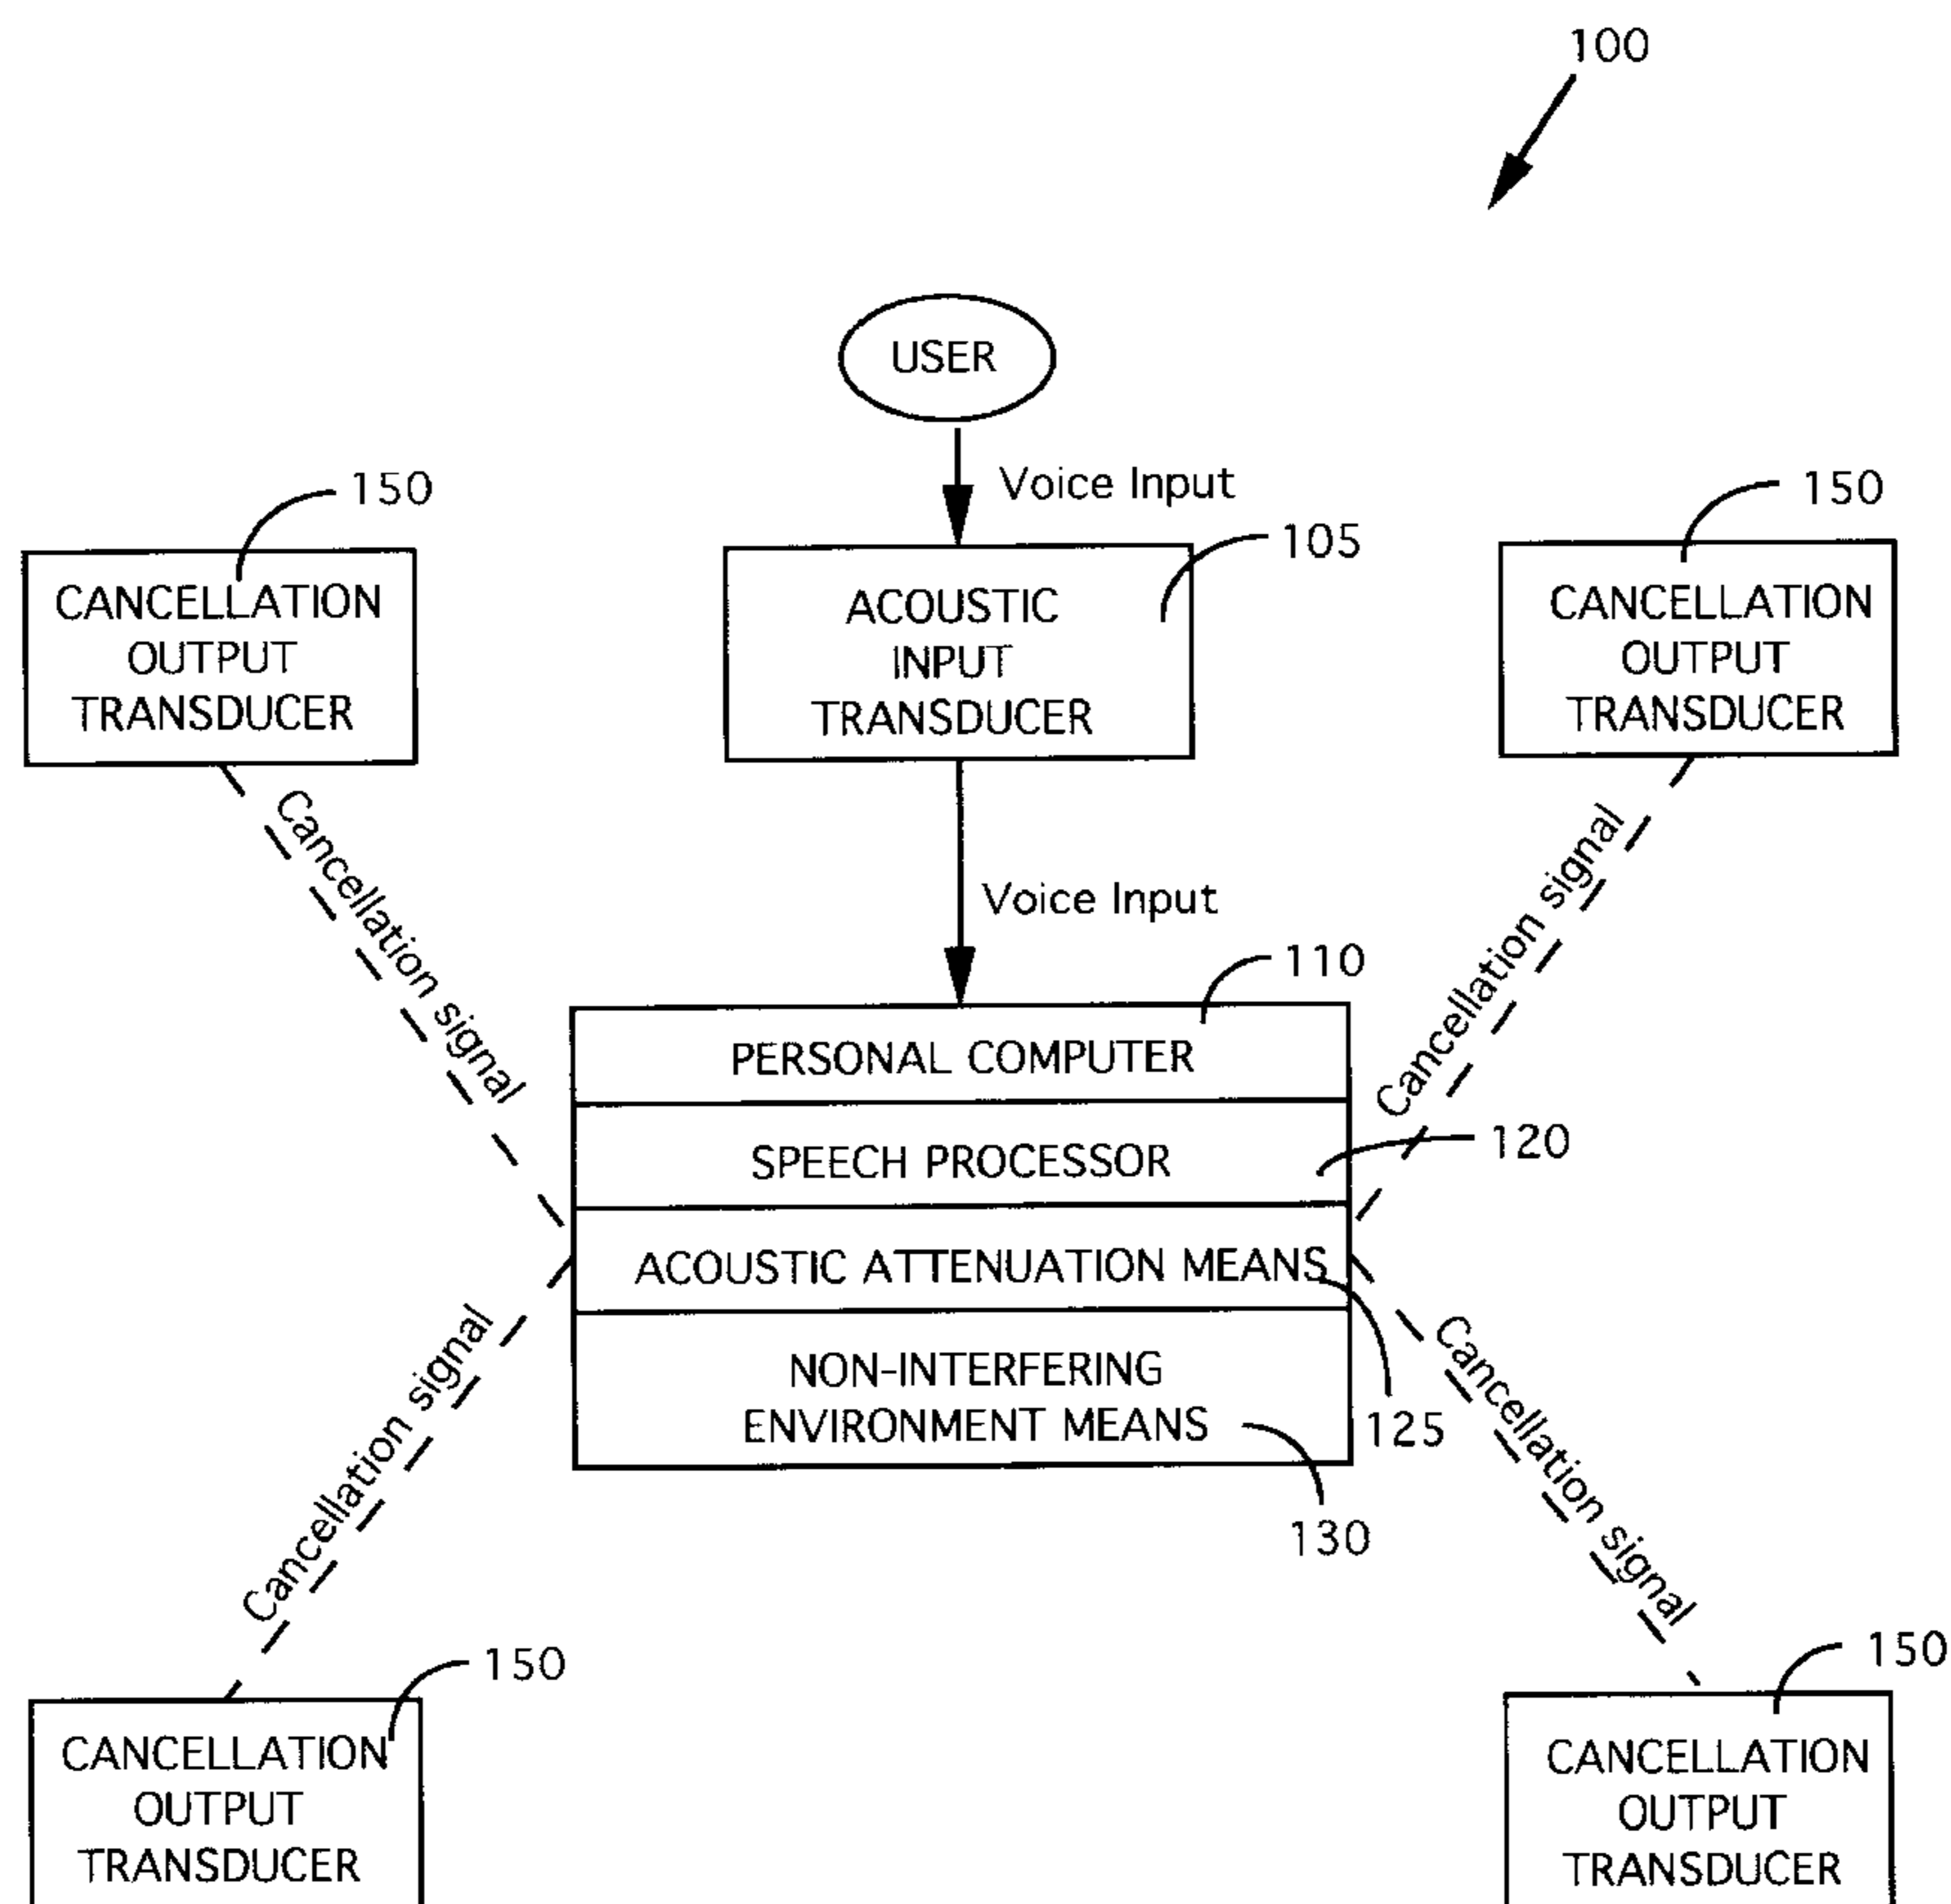 100
USER
Voice Input
150
105
150
CANCELLATION
OUTPUT
TRANSDUCER
ACOUSTIC
INPUT
TRANSDUCER
CANCELLATION
OUTPUT
TRANSDUCER
Cancellation signal
Voice Input
Cancellation signal
110
PERSONAL COMPUTER
SPEECH PROCESSOR
120
ACOUSTIC ATTENUATION MEANS
125
NON-INTERFERING
ENVIRONMENT MEANS
130
Cancellation signal
Cancellation signal
150
150
CANCELLATION
OUTPUT
TRANSDUCER
CANCELLATION
OUTPUT
TRANSDUCER